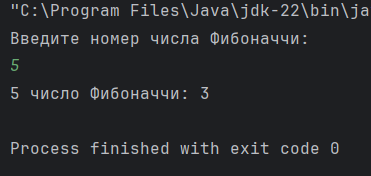 "C:\Program Files\Java\jdk-22\bin\ja
Введите номер числа Фибоначчи:
5
5 число Фибоначчи: 3
Process finished with exit code 0